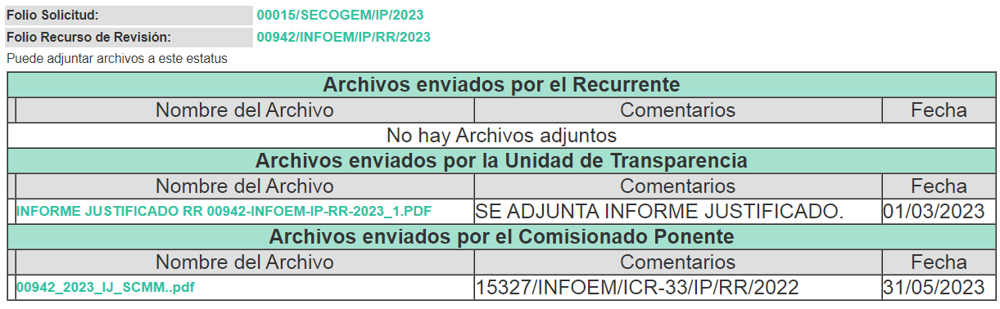 Folio Solicitud: 00015/SECOGEM/IP/2023
Folio Recurso de Revisión: 00942/INFOEM/IP/RR/2023
Puede adjuntar archivos a este estatus
Archivos enviados por el Recurrente
Nombre del Archivo Comentarios Fecha
No hay Archivos adjuntos
Archivos enviados por la Unidad de Transparencia
Nombre del Archivo Comentarios Fecha
INFORME JUSTIFICADO RR 00942-INFOEM-IP-RR-2023_1.PDF SE ADJUNTA INFORME JUSTIFICADO. 01/03/2023
Archivos enviados por el Comisionado Ponente
Nombre del Archivo Comentarios Fecha
00942_2023_IJ_SCMM..pdf 15327/INFOEM/ICR-33/IP/RR/2022 31/05/2023